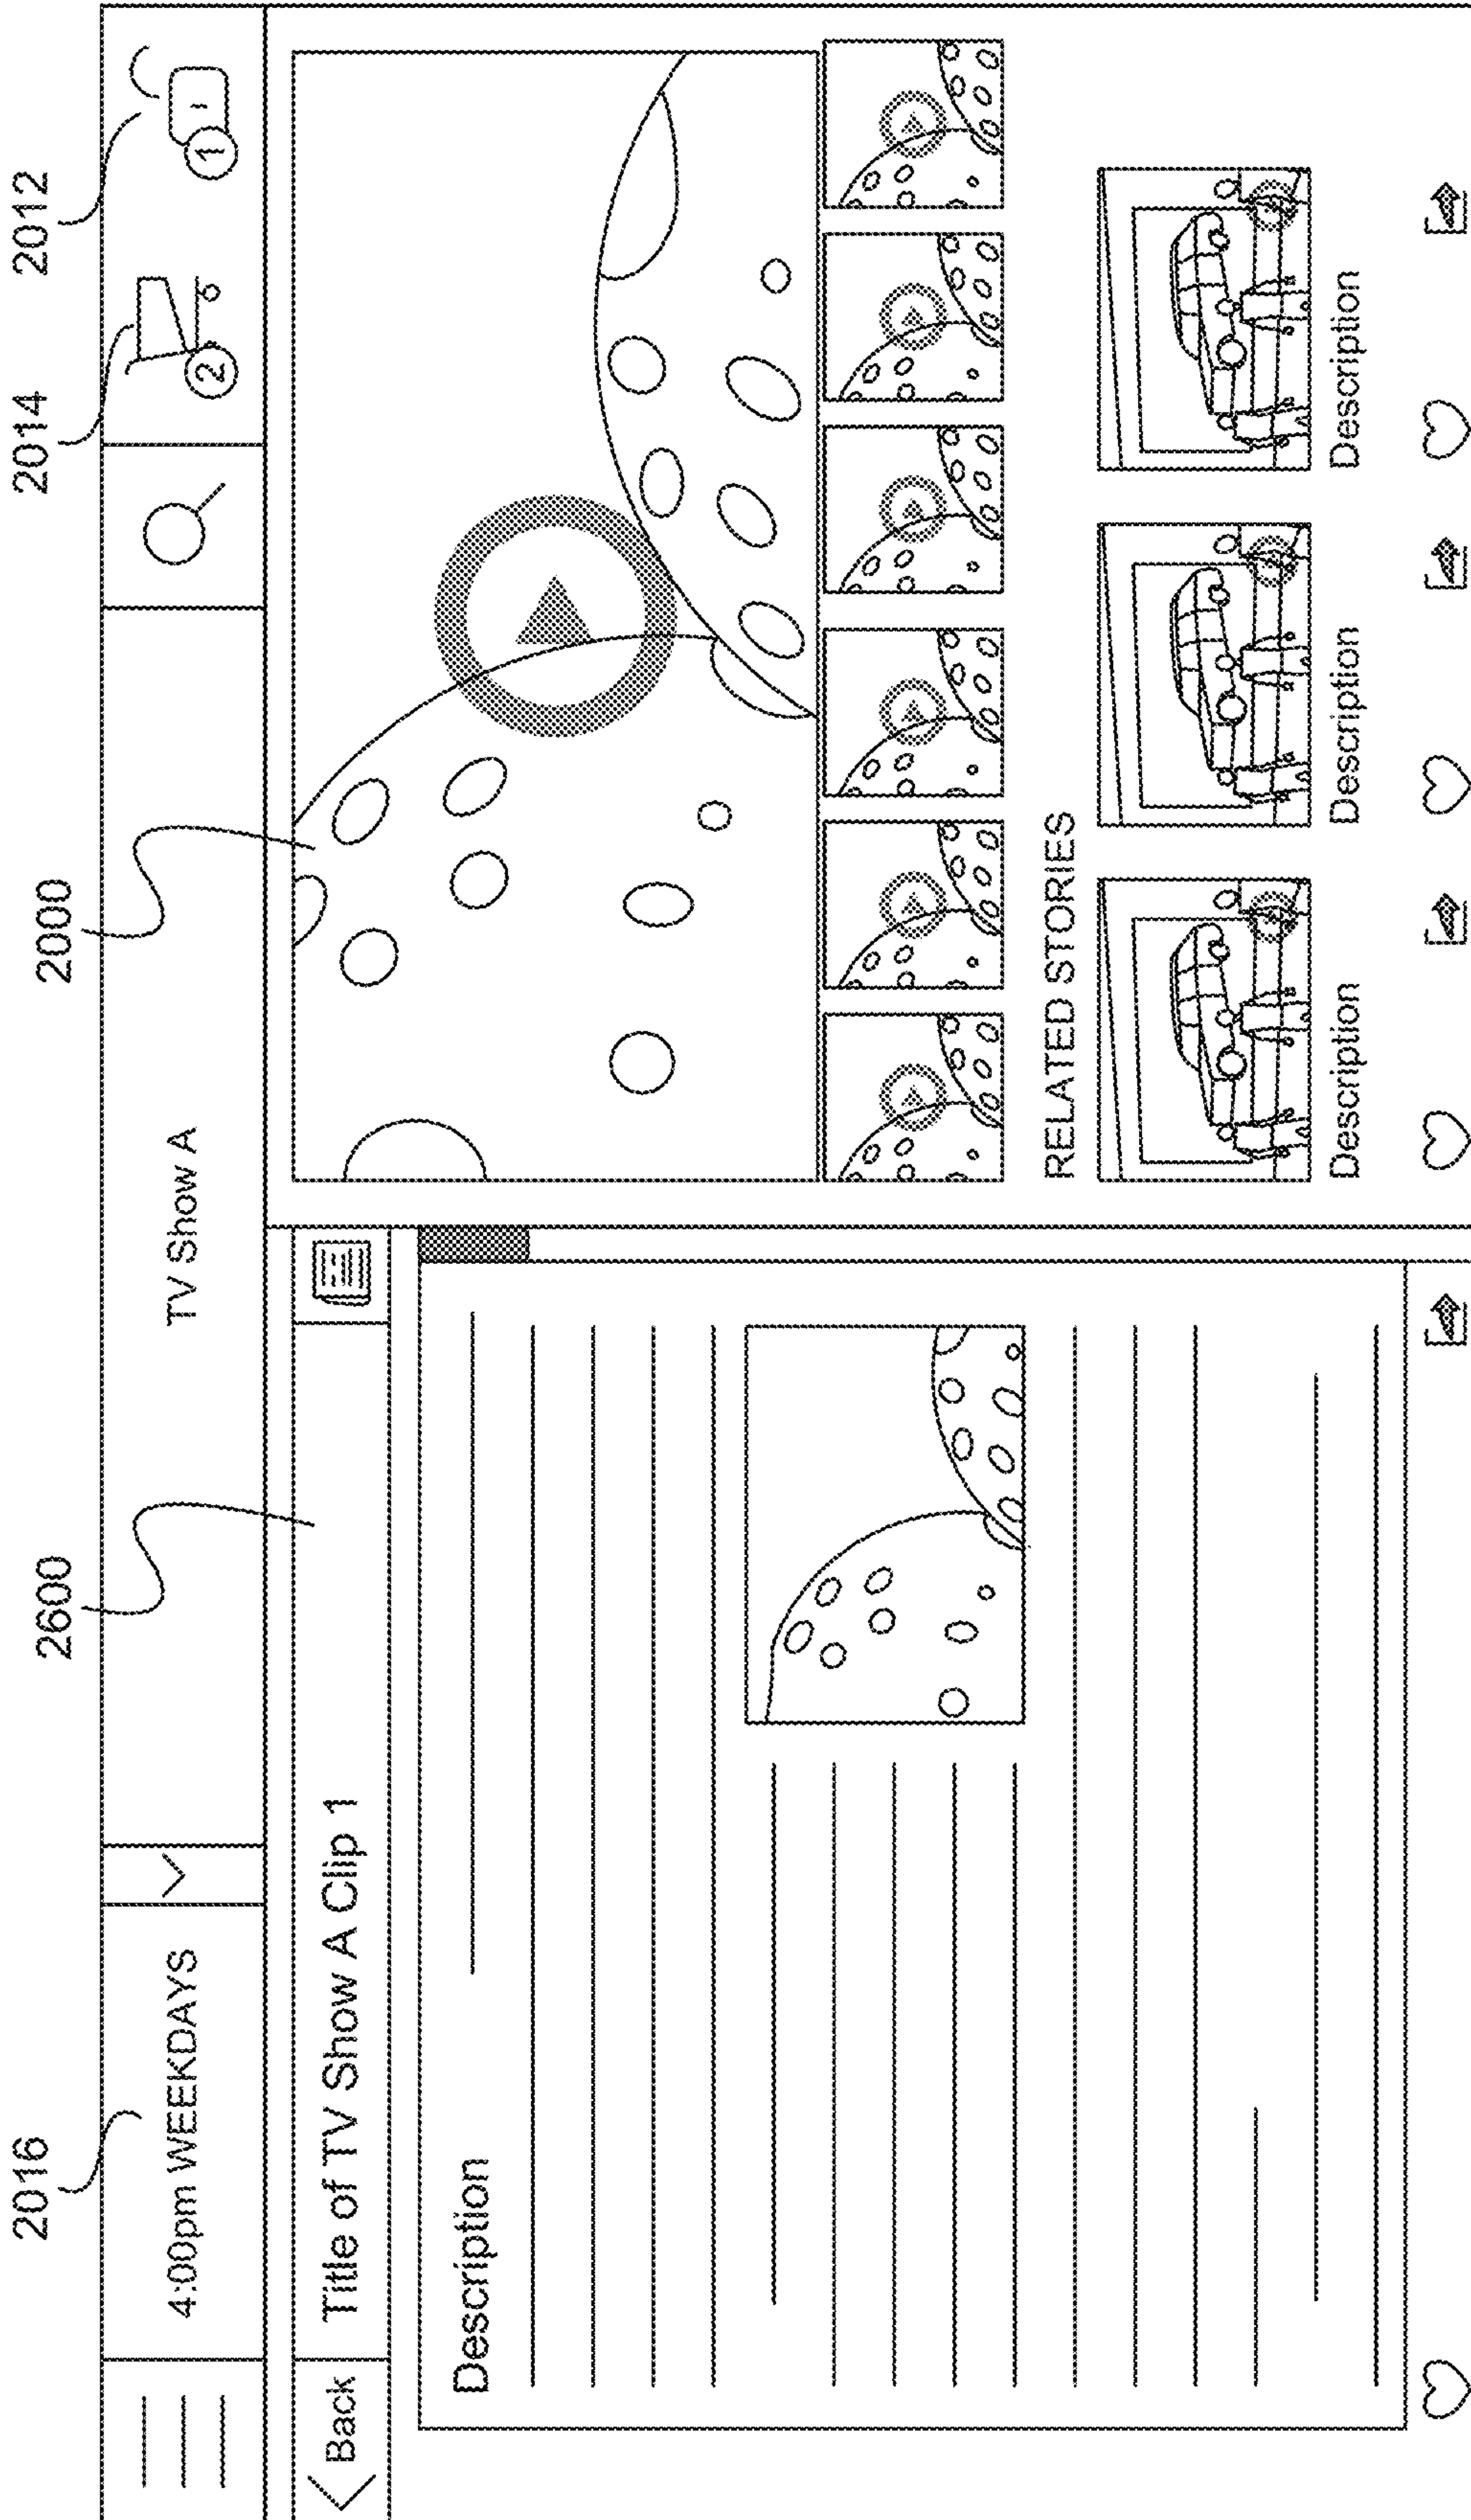 2016
2600
2000
2014
2012
4:00pm WEEKDAYS
TV Show A
2
1
Back
Title of TV Show A Clip 1
Description
RELATED STORIES
Description
Description
Description